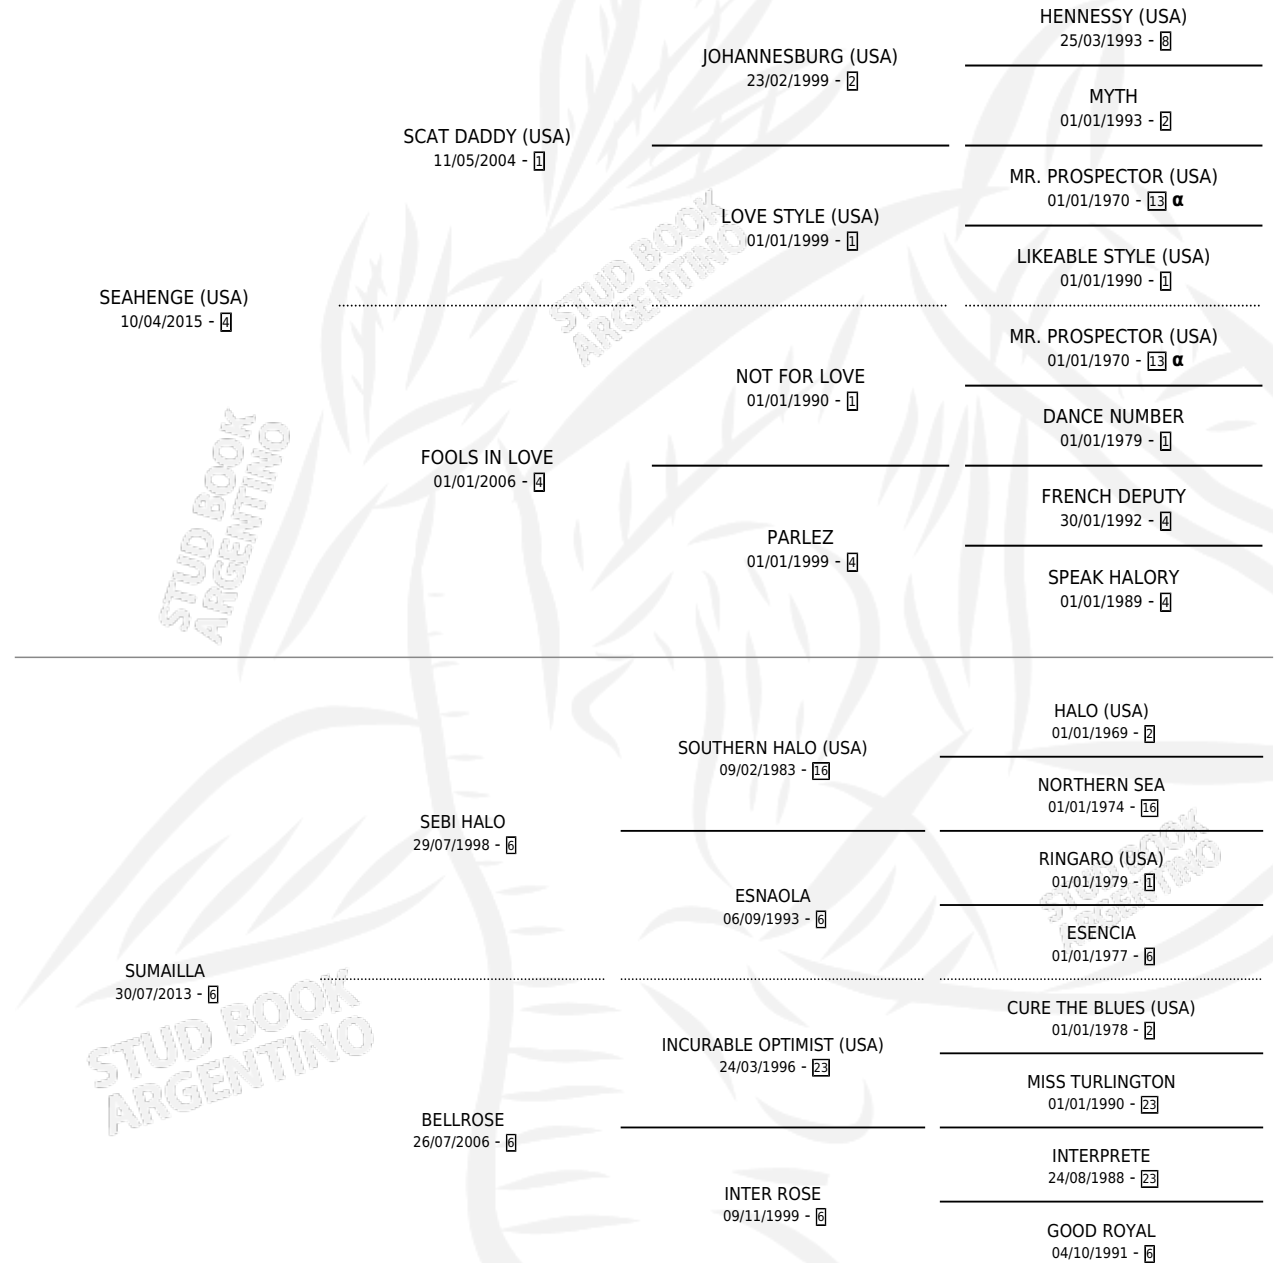 HENNESSY (USA)
25/03/1993 - 8
JOHANNESBURG (USA)
23/02/1999 - 2
MYTH
01/01/1993 - 2
SCAT DADDY (USA)
11/05/2004 - 1
MR. PROSPECTOR (USA)
01/01/1970 - 13 α
LOVE STYLE (USA)
01/01/1999 - 1
LIKEABLE STYLE (USA)
01/01/1990 - 1
SEAHENGE (USA)
10/04/2015 - 4
MR. PROSPECTOR (USA)
01/01/1970 - 13 α
NOT FOR LOVE
01/01/1990 - 1
DANCE NUMBER
01/01/1979 - 1
FOOLS IN LOVE
01/01/2006 - 4
FRENCH DEPUTY
30/01/1992 - 4
PARLEZ
01/01/1999 - 4
SPEAK HALORY
01/01/1989 - 4
HALO (USA)
01/01/1969 - 2
SOUTHERN HALO (USA)
09/02/1983 - 16
NORTHERN SEA
01/01/1974 - 16
SEBI HALO
29/07/1998 - 6
RINGARO (USA)
01/01/1979 - 1
ESNAOLA
06/09/1993 - 6
ESENCIA
01/01/1977 - 6
SUMAILLA
30/07/2013 - 6
CURE THE BLUES (USA)
01/01/1978 - 2
INCURABLE OPTIMIST (USA)
24/03/1996 - 23
MISS TURLINGTON
01/01/1990 - 23
BELLROSE
26/07/2006 - 6
INTERPRETE
24/08/1988 - 23
INTER ROSE
09/11/1999 - 6
GOOD ROYAL
04/10/1991 - 6
STUD BOOK
ARGENTINO
STUD BOOK
ARGENTINO
STUD BOOK
ARGENTINO
STUD BOOK
ARGENTINO